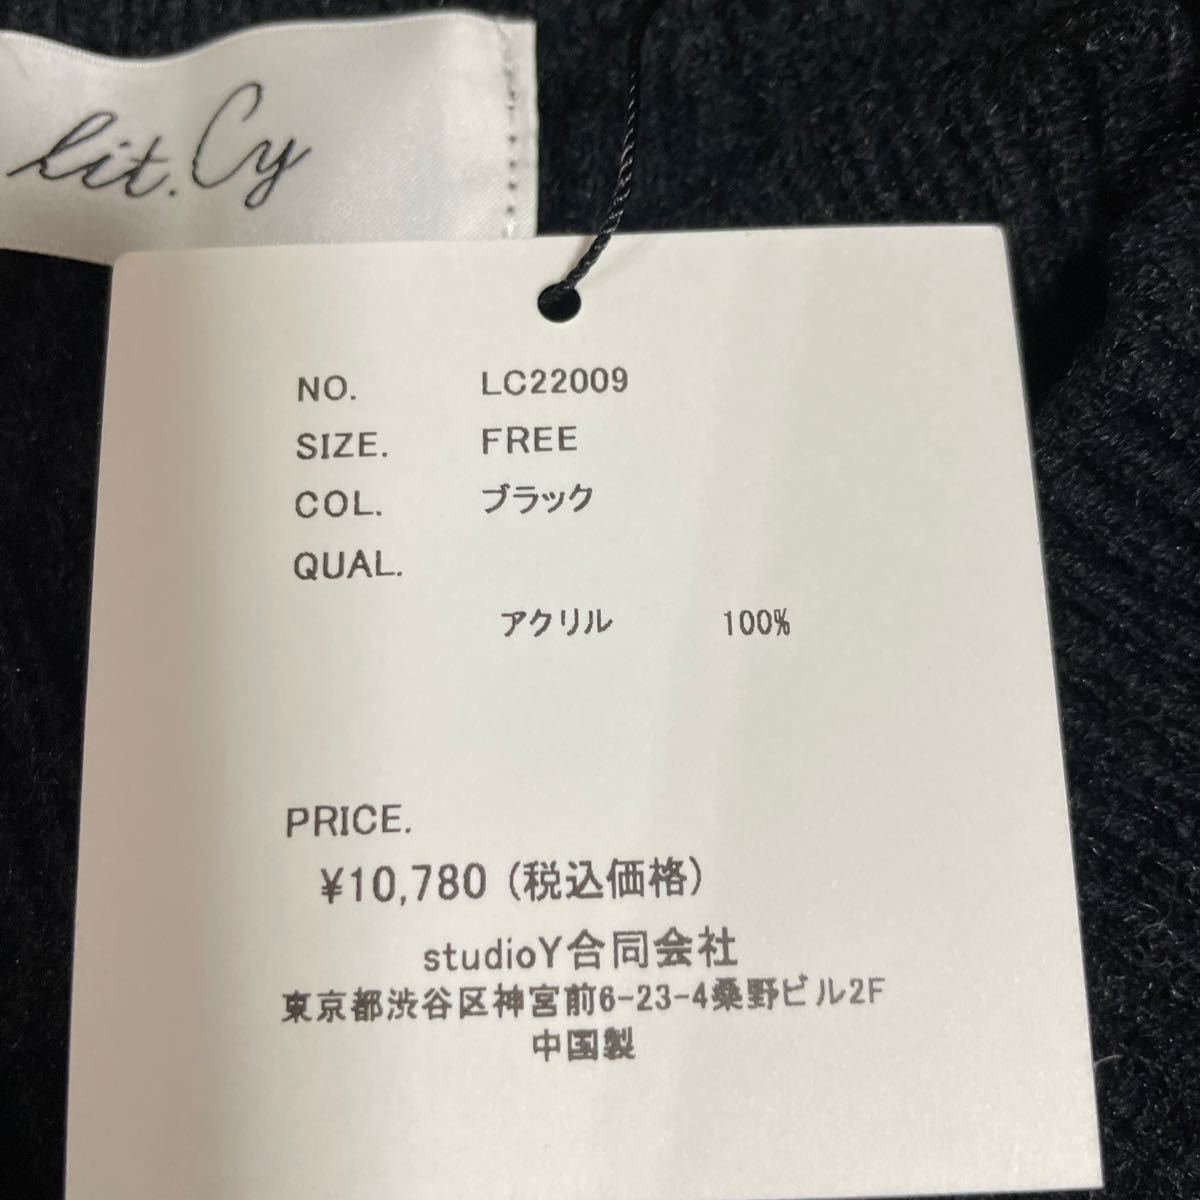 lit.Cy
NO. LC22009
SIZE. FREE
COL. ブラック
QUAL.
アクリル 100%
PRICE.
¥10,780 (税込価格)
studioY合同会社
東京都渋谷区神宮前6-23-4桑野ビル2F
中国製